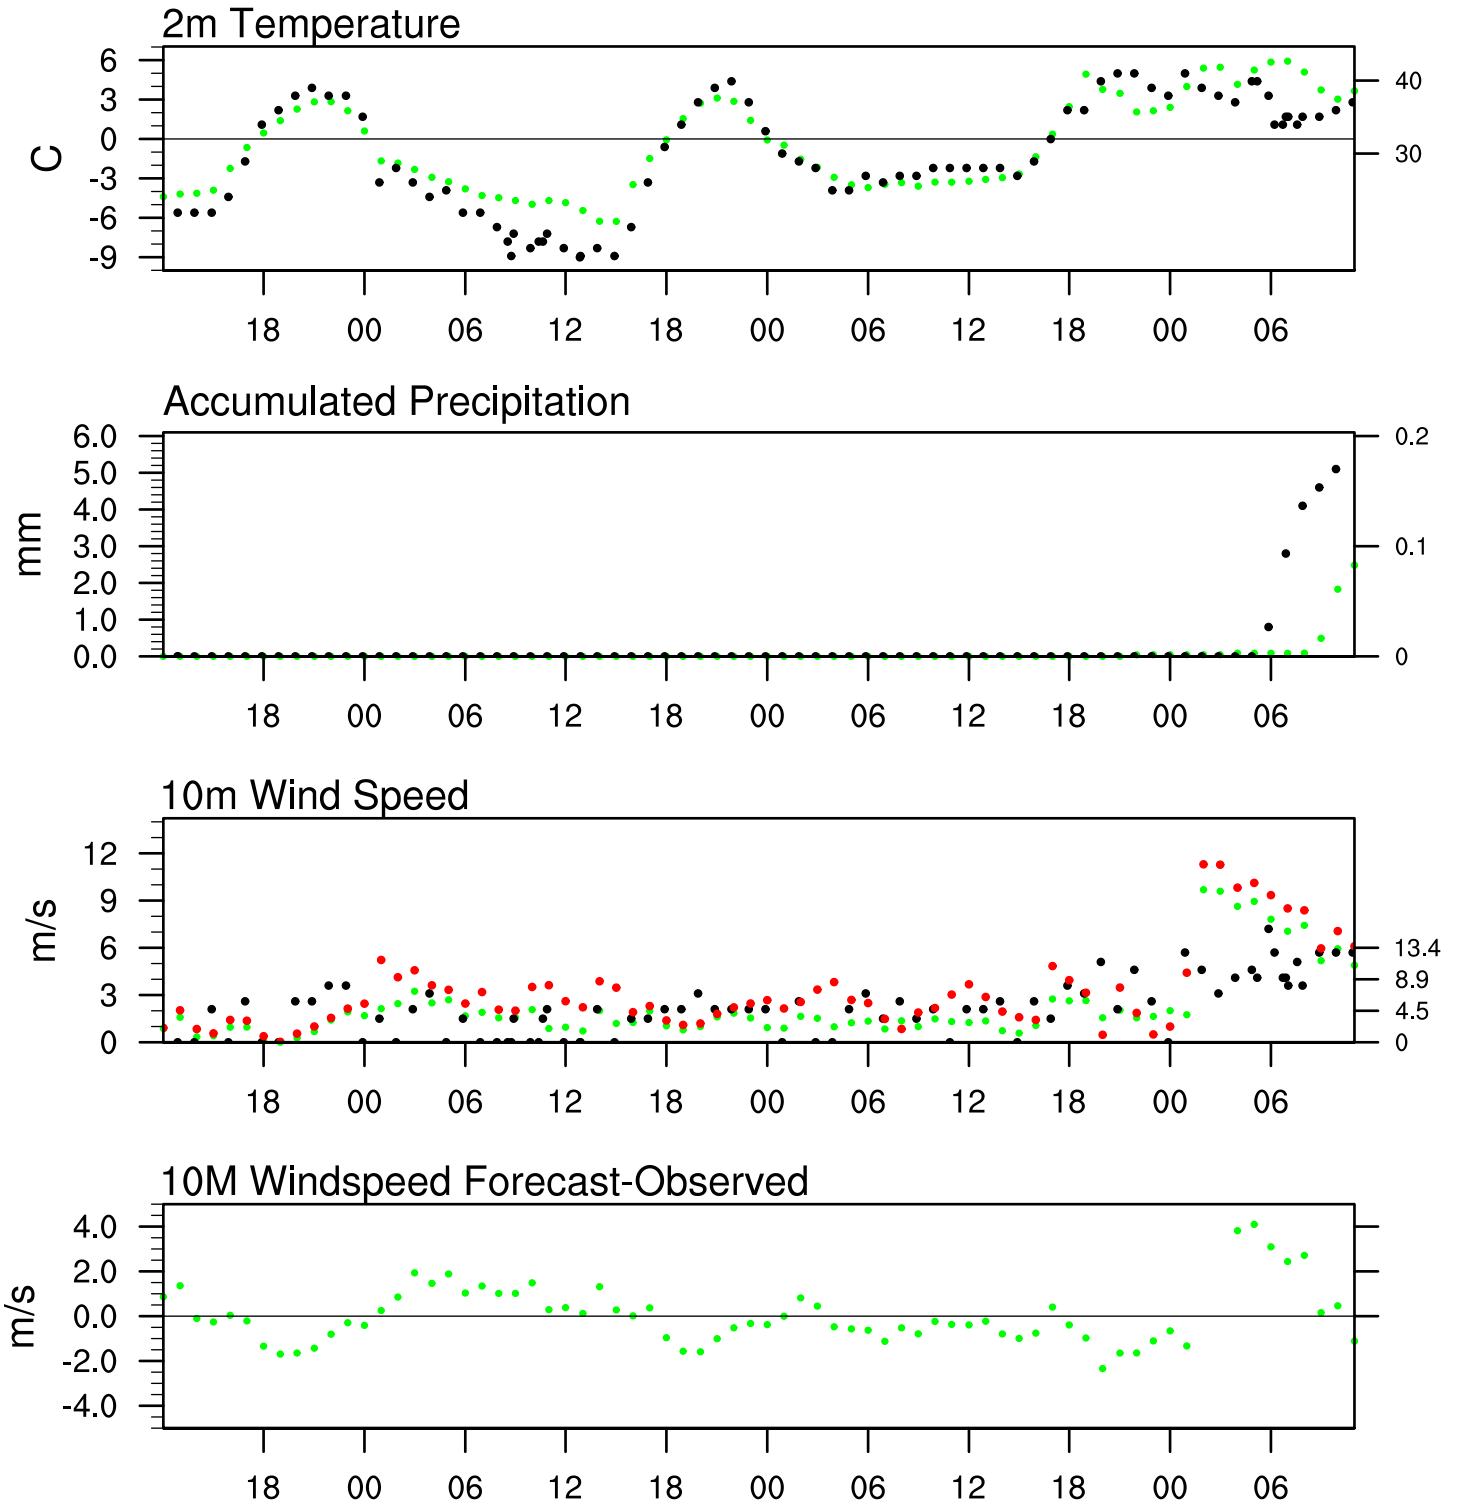 2m Temperature
6
3
0
-3
-6
-9
C
40
30
18 00 06 12 18 00 06 12 18 00 06
Accumulated Precipitation
6.0
5.0
4.0
3.0
2.0
1.0
0.0
mm
0.2
0.1
0
18 00 06 12 18 00 06 12 18 00 06
10m Wind Speed
12
9
6
3
0
m/s
13.4
8.9
4.5
0
18 00 06 12 18 00 06 12 18 00 06
10M Windspeed Forecast-Observed
4.0
2.0
0.0
-2.0
-4.0
m/s
18 00 06 12 18 00 06 12 18 00 06